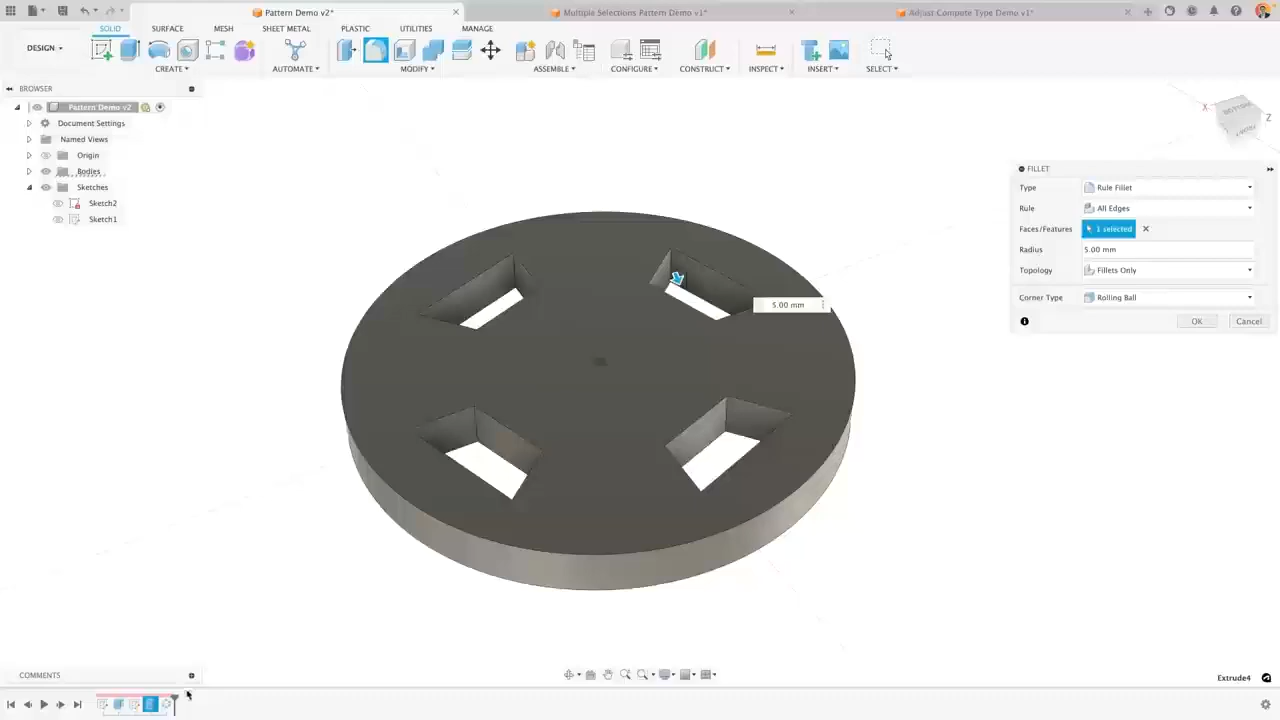 Pattern Demo v2*
Multiple Selections Pattern Demo v1*
Adjust Compute Type Demo v1*
SOLID
SURFACE
MESH
SHEET METAL
PLASTIC
UTILITIES
MANAGE
DESIGN
CREATE
AUTOMATE
MODIFY
ASSEMBLE
CONFIGURE
CONSTRUCT
INSPECT
INSERT
SELECT
BROWSER
Pattern Demo v2
Document Settings
Named Views
Origin
Bodies
Sketches
Sketch2
Sketch1
X
BOTTOM
Z
FILLET
Type
Rule Fillet
Rule
All Edges
Faces/Features
1 selected
Radius
5.00 mm
Topology
Fillets Only
Corner Type
Rolling Ball
OK
Cancel
5.00 mm
COMMENTS
Extrude4